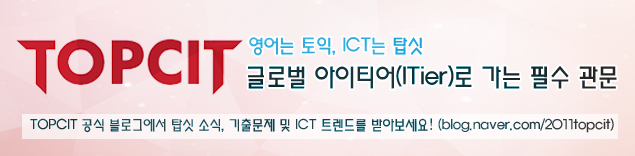 TOPCIT
영어는 토익, ICT는 탑싯
글로벌 아이티어(ITier)로 가는 필수 관문
TOPCIT 공식 블로그에서 탑싯 소식, 기출문제 및 ICT 트렌드를 받아보세요! (blog.naver.com/2011topcit)